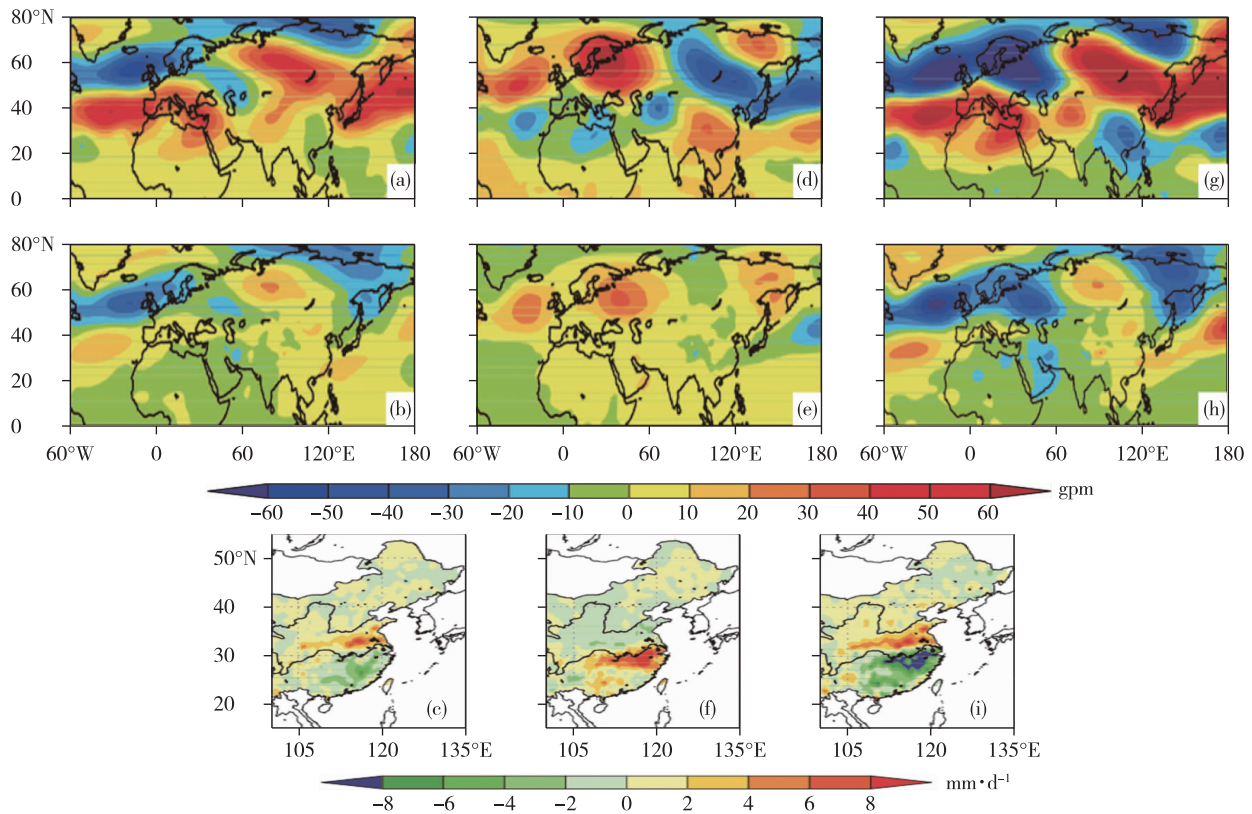 80°N
60
40
20
0
(a)
(d)
(g)
80°N
60
40
20
0
(b)
(e)
(h)
60°W 0 60 120°E 180
60°W 0 60 120°E 180
60°W 0 60 120°E 180
−60 −50 −40 −30 −20 −10 0 10 20 30 40 50 60 gpm
50°N
40
30
20
(c)
(f)
(i)
105 120 135°E
105 120 135°E
105 120 135°E
−8 −6 −4 −2 0 2 4 6 8 mm·d⁻¹